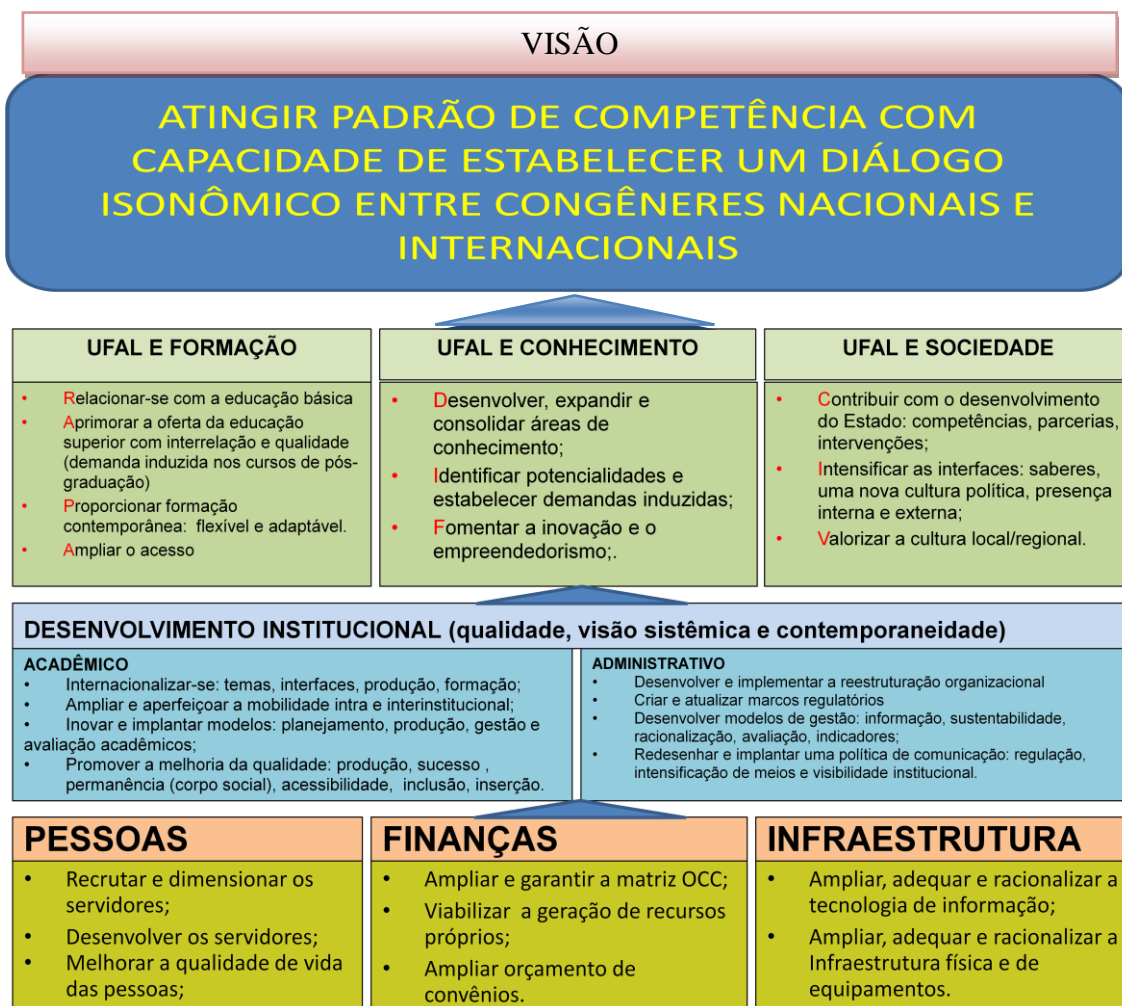 VISÃO
ATINGIR PADRÃO DE COMPETÊNCIA COM
CAPACIDADE DE ESTABELECER UM DIÁLOGO
ISONÔMICO ENTRE CONGÊNERES NACIONAIS E
INTERNACIONAIS
UFAL E FORMAÇÃO
• Relacionar-se com a educação básica
• Aprimorar a oferta da educação
superior com interrelação e qualidade
(demanda induzida nos cursos de pós-
graduação)
• Proporcionar formação
contemporânea: flexível e adaptável.
• Ampliar o acesso
UFAL E CONHECIMENTO
• Desenvolver, expandir e
consolidar áreas de
conhecimento;
• Identificar potencialidades e
estabelecer demandas induzidas;
• Fomentar a inovação e o
empreendedorismo;.
UFAL E SOCIEDADE
• Contribuir com o desenvolvimento
do Estado: competências, parcerias,
intervenções;
• Intensificar as interfaces: saberes,
uma nova cultura política, presença
interna e externa;
• Valorizar a cultura local/regional.
DESENVOLVIMENTO INSTITUCIONAL (qualidade, visão sistêmica e contemporaneidade)
ACADÊMICO
• Internacionalizar-se: temas, interfaces, produção, formação;
• Ampliar e aperfeiçoar a mobilidade intra e interinstitucional;
• Inovar e implantar modelos: planejamento, produção, gestão e
avaliação acadêmicos;
• Promover a melhoria da qualidade: produção, sucesso ,
permanência (corpo social), acessibilidade, inclusão, inserção.
ADMINISTRATIVO
• Desenvolver e implementar a reestruturação organizacional
• Criar e atualizar marcos regulatórios
• Desenvolver modelos de gestão: informação, sustentabilidade,
racionalização, avaliação, indicadores;
• Redesenhar e implantar uma política de comunicação: regulação,
intensificação de meios e visibilidade institucional.
PESSOAS
• Recrutar e dimensionar os
servidores;
• Desenvolver os servidores;
• Melhorar a qualidade de vida
das pessoas;
FINANÇAS
• Ampliar e garantir a matriz OCC;
• Viabilizar a geração de recursos
próprios;
• Ampliar orçamento de
convênios.
INFRAESTRUTURA
• Ampliar, adequar e racionalizar a
tecnologia de informação;
• Ampliar, adequar e racionalizar a
Infraestrutura física e de
equipamentos.